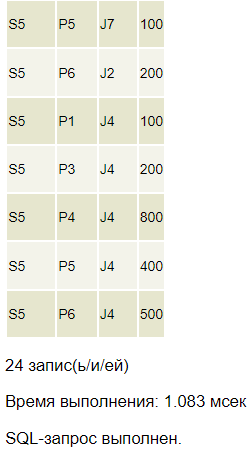 S5 P5 J7 100
S5 P6 J2 200
S5 P1 J4 100
S5 P3 J4 200
S5 P4 J4 800
S5 P5 J4 400
S5 P6 J4 500
24 запис(ь/и/ей)
Время выполнения: 1.083 мсек
SQL-запрос выполнен.